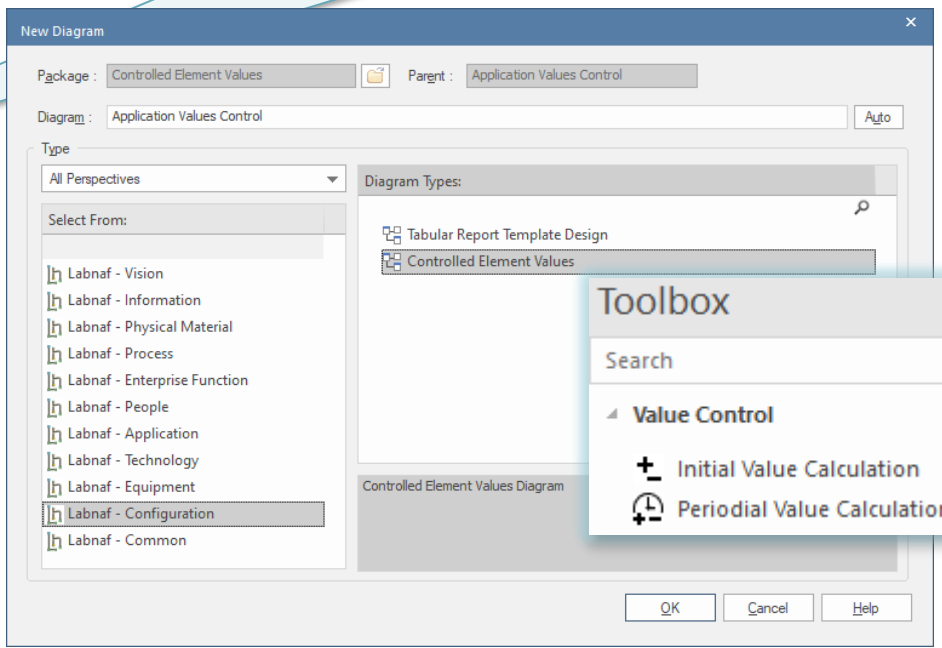 New Diagram
Package : Controlled Element Values Parent : Application Values Control
Diagram : Application Values Control Auto
Type
All Perspectives
Select From:
Labnaf - Vision
Labnaf - Information
Labnaf - Physical Material
Labnaf - Process
Labnaf - Enterprise Function
Labnaf - People
Labnaf - Application
Labnaf - Technology
Labnaf - Equipment
Labnaf - Configuration
Labnaf - Common
Diagram Types:
Tabular Report Template Design
Controlled Element Values
Controlled Element Values Diagram
Toolbox
Search
Value Control
Initial Value Calculation
Periodial Value Calculation
OK Cancel Help